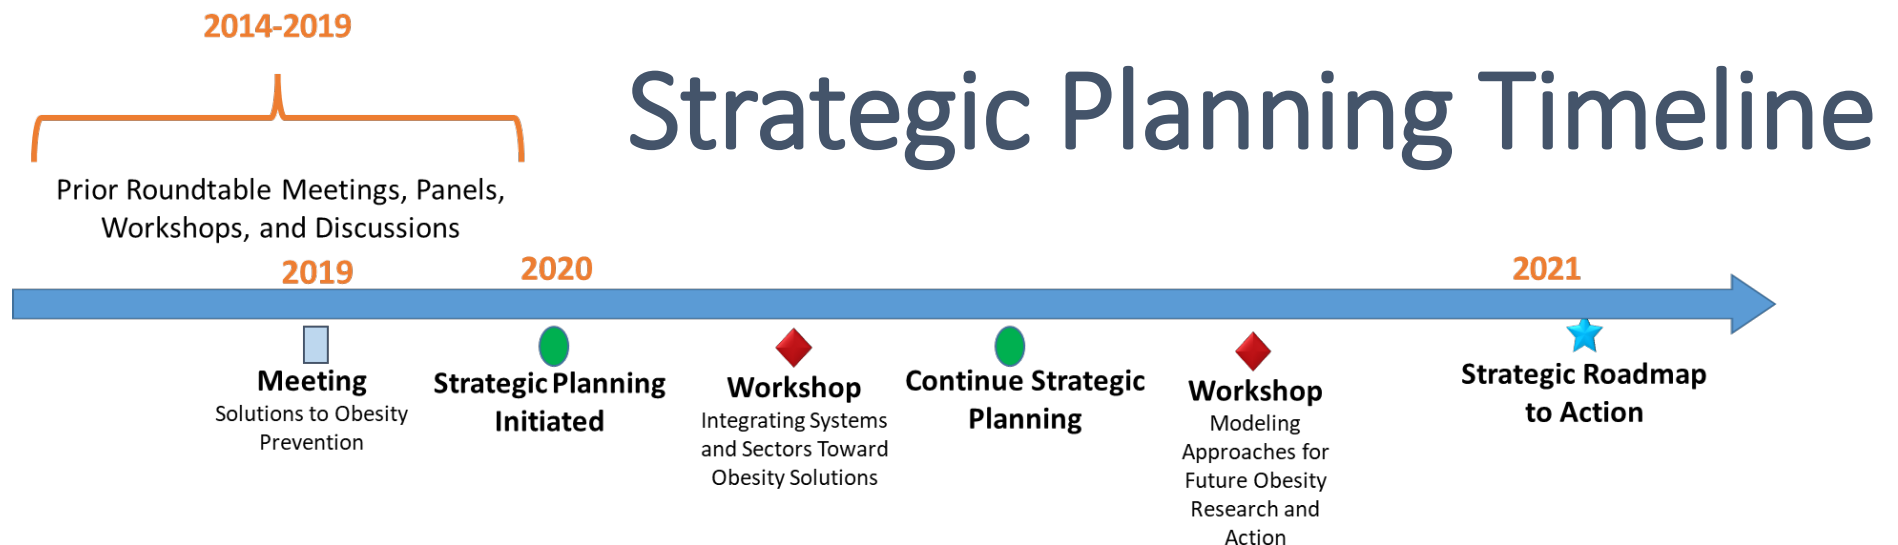 2014-2019
Strategic Planning Timeline
Prior Roundtable Meetings, Panels,
Workshops, and Discussions
2019
2020
2021
Meeting
Solutions to Obesity
Prevention
Strategic Planning
Initiated
Workshop
Integrating Systems
and Sectors Toward
Obesity Solutions
Continue Strategic
Planning
Workshop
Modeling
Approaches for
Future Obesity
Research and
Action
Strategic Roadmap
to Action